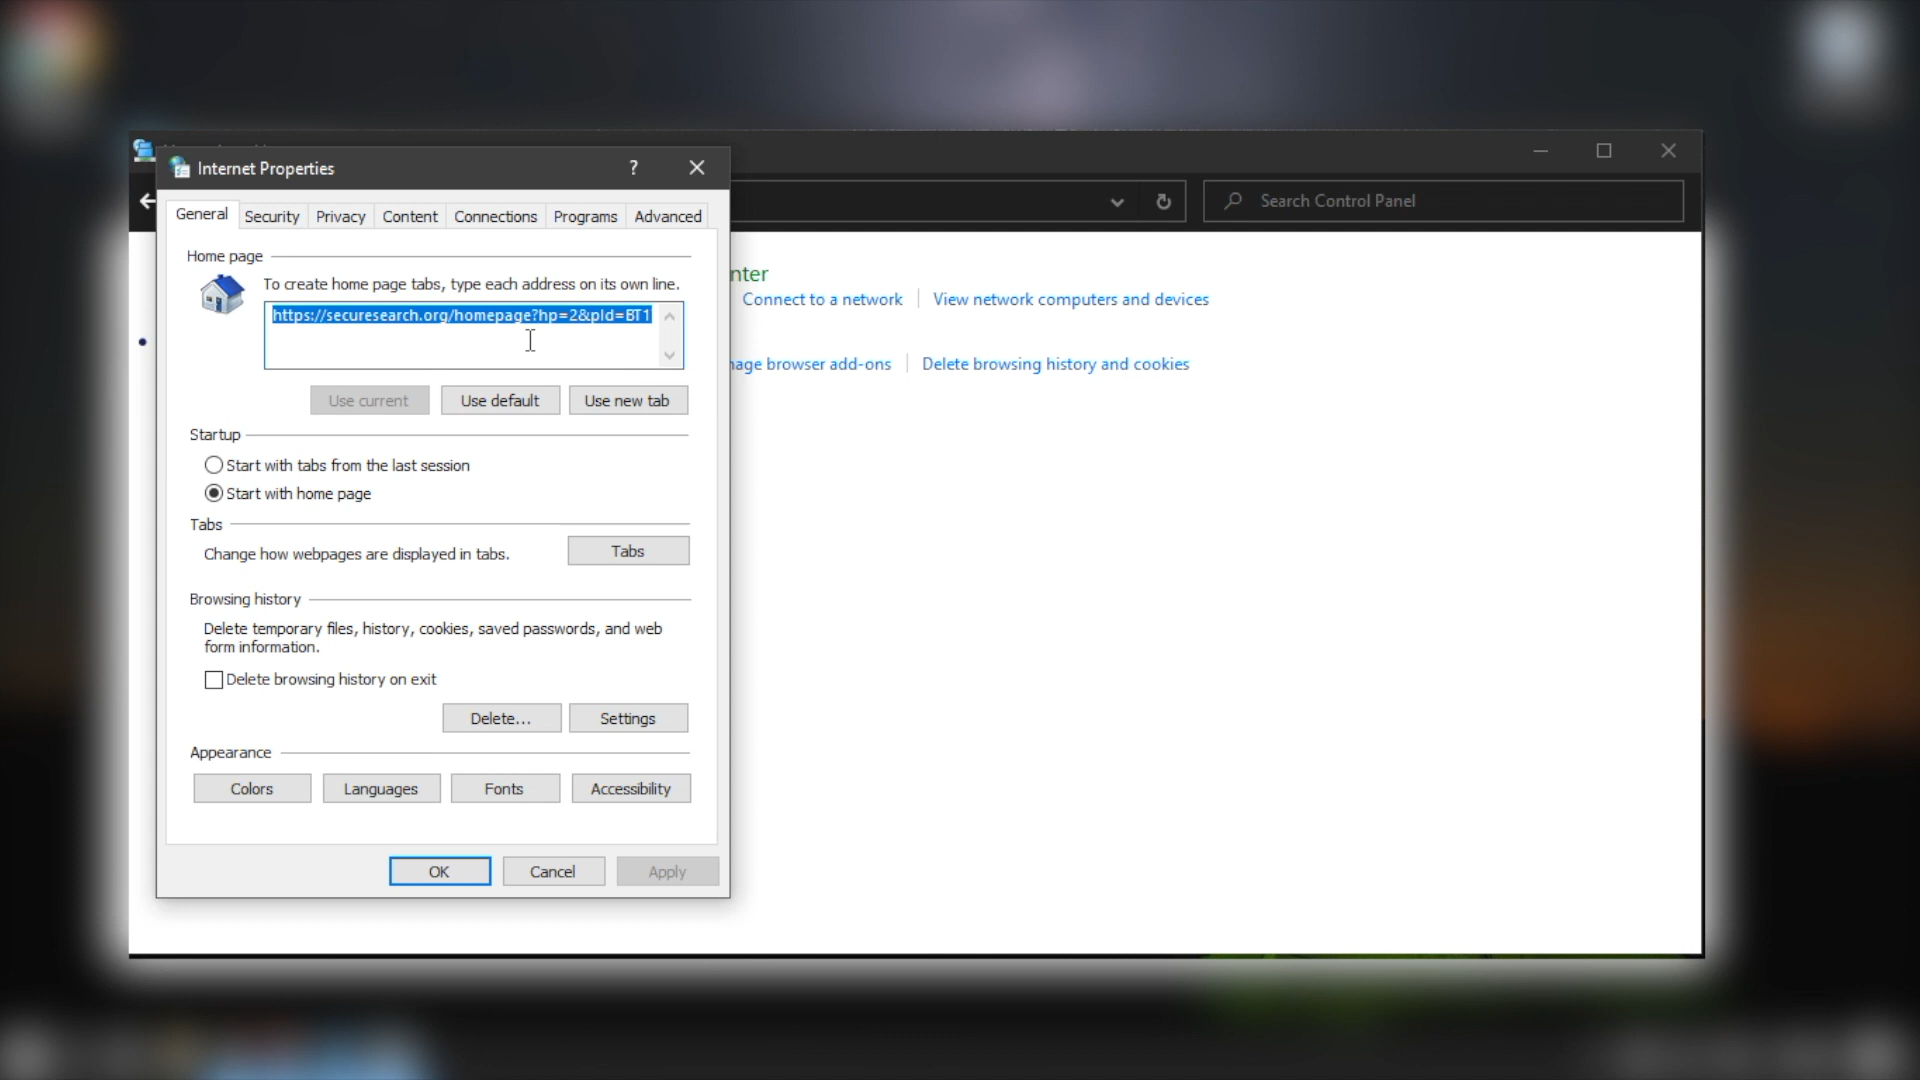 Internet Properties
?
General Security Privacy Content Connections Programs Advanced
Search Control Panel
Home page
To create home page tabs, type each address on its own line.
https://securesearch.org/homepage?hp=2&pId=BT1
Use current Use default Use new tab
Startup
Start with tabs from the last session
Start with home page
Tabs
Change how webpages are displayed in tabs.
Tabs
Browsing history
Delete temporary files, history, cookies, saved passwords, and web
form information.
Delete browsing history on exit
Delete... Settings
Appearance
Colors Languages Fonts Accessibility
OK Cancel Apply
nter
Connect to a network View network computers and devices
nage browser add-ons Delete browsing history and cookies